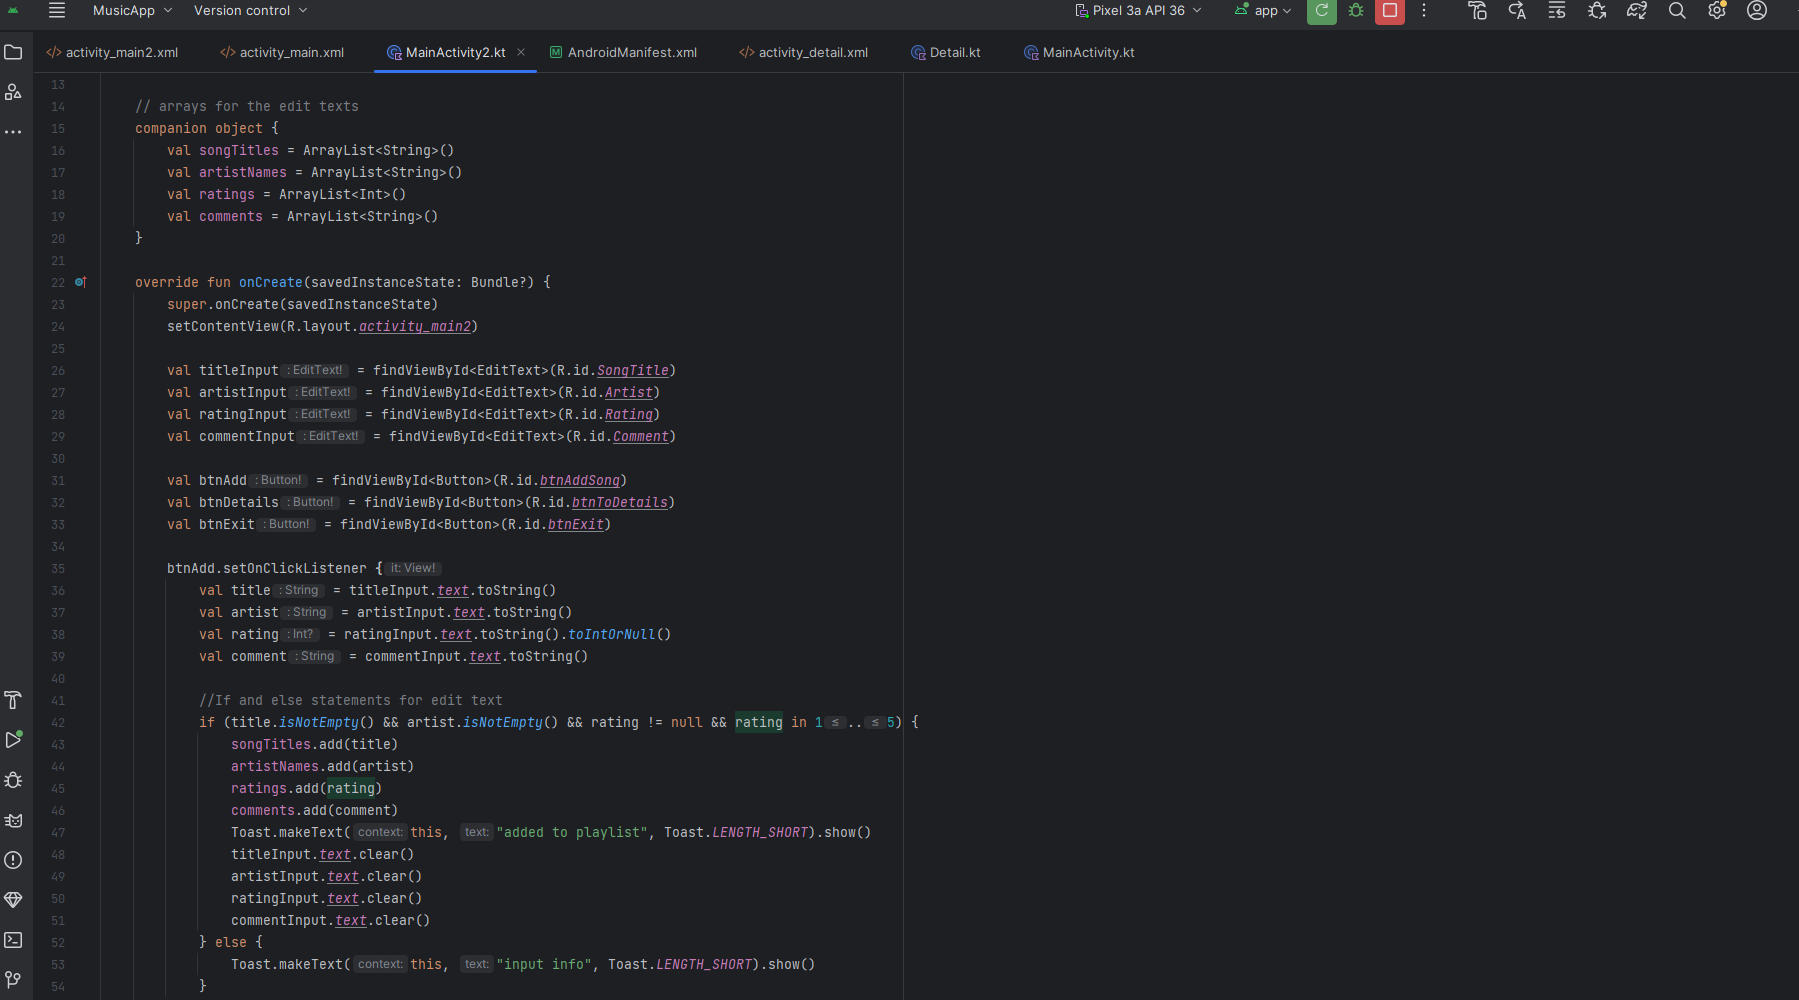 MusicApp Version control Pixel 3a API 36 app
activity_main2.xml activity_main.xml MainActivity2.kt AndroidManifest.xml activity_detail.xml Detail.kt MainActivity.kt
13
14 // arrays for the edit texts
15 companion object {
16 val songTitles = ArrayList<String>()
17 val artistNames = ArrayList<String>()
18 val ratings = ArrayList<Int>()
19 val comments = ArrayList<String>()
20 }
21
22 override fun onCreate(savedInstanceState: Bundle?) {
23 super.onCreate(savedInstanceState)
24 setContentView(R.layout.activity_main2)
25
26 val titleInput : EditText! = findViewById<EditText>(R.id.SongTitle)
27 val artistInput : EditText! = findViewById<EditText>(R.id.Artist)
28 val ratingInput : EditText! = findViewById<EditText>(R.id.Rating)
29 val commentInput : EditText! = findViewById<EditText>(R.id.Comment)
30
31 val btnAdd : Button! = findViewById<Button>(R.id.btnAddSong)
32 val btnDetails : Button! = findViewById<Button>(R.id.btnToDetails)
33 val btnExit : Button! = findViewById<Button>(R.id.btnExit)
34
35 btnAdd.setOnClickListener { it: View!
36 val title : String = titleInput.text.toString()
37 val artist : String = artistInput.text.toString()
38 val rating : Int? = ratingInput.text.toString().toIntOrNull()
39 val comment : String = commentInput.text.toString()
40
41 //If and else statements for edit text
42 if (title.isNotEmpty() && artist.isNotEmpty() && rating != null && rating in 1 ≤ .. ≤ 5) {
43 songTitles.add(title)
44 artistNames.add(artist)
45 ratings.add(rating)
46 comments.add(comment)
47 Toast.makeText( context: this, text: "added to playlist", Toast.LENGTH_SHORT).show()
48 titleInput.text.clear()
49 artistInput.text.clear()
50 ratingInput.text.clear()
51 commentInput.text.clear()
52 } else {
53 Toast.makeText( context: this, text: "input info", Toast.LENGTH_SHORT).show()
54 }